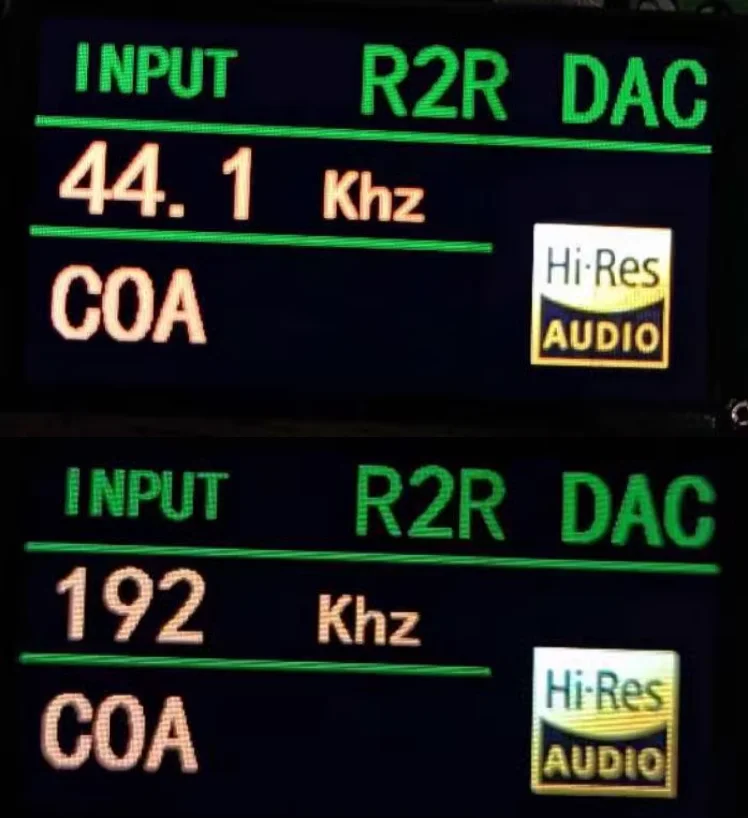 INPUT R2R DAC
44.1 Khz
COA
Hi-Res
AUDIO
INPUT R2R DAC
192 Khz
COA
Hi-Res
AUDIO